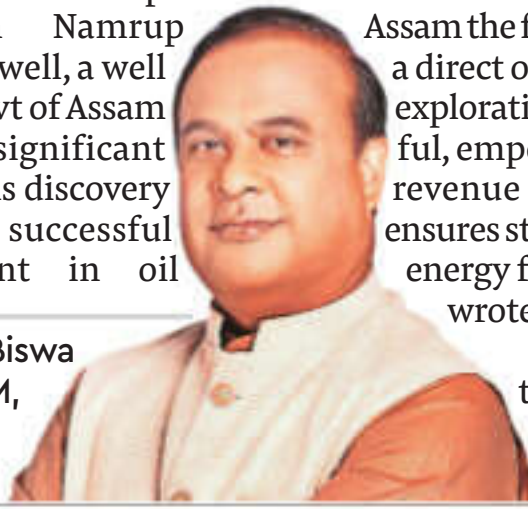 Namrup
well, a well
vt of Assam
significant
s discovery
successful
nt in oil
Biswa
M,
Assam the f
a direct o
explorati
ful, emp
revenue
ensures st
energy f
wrote
t